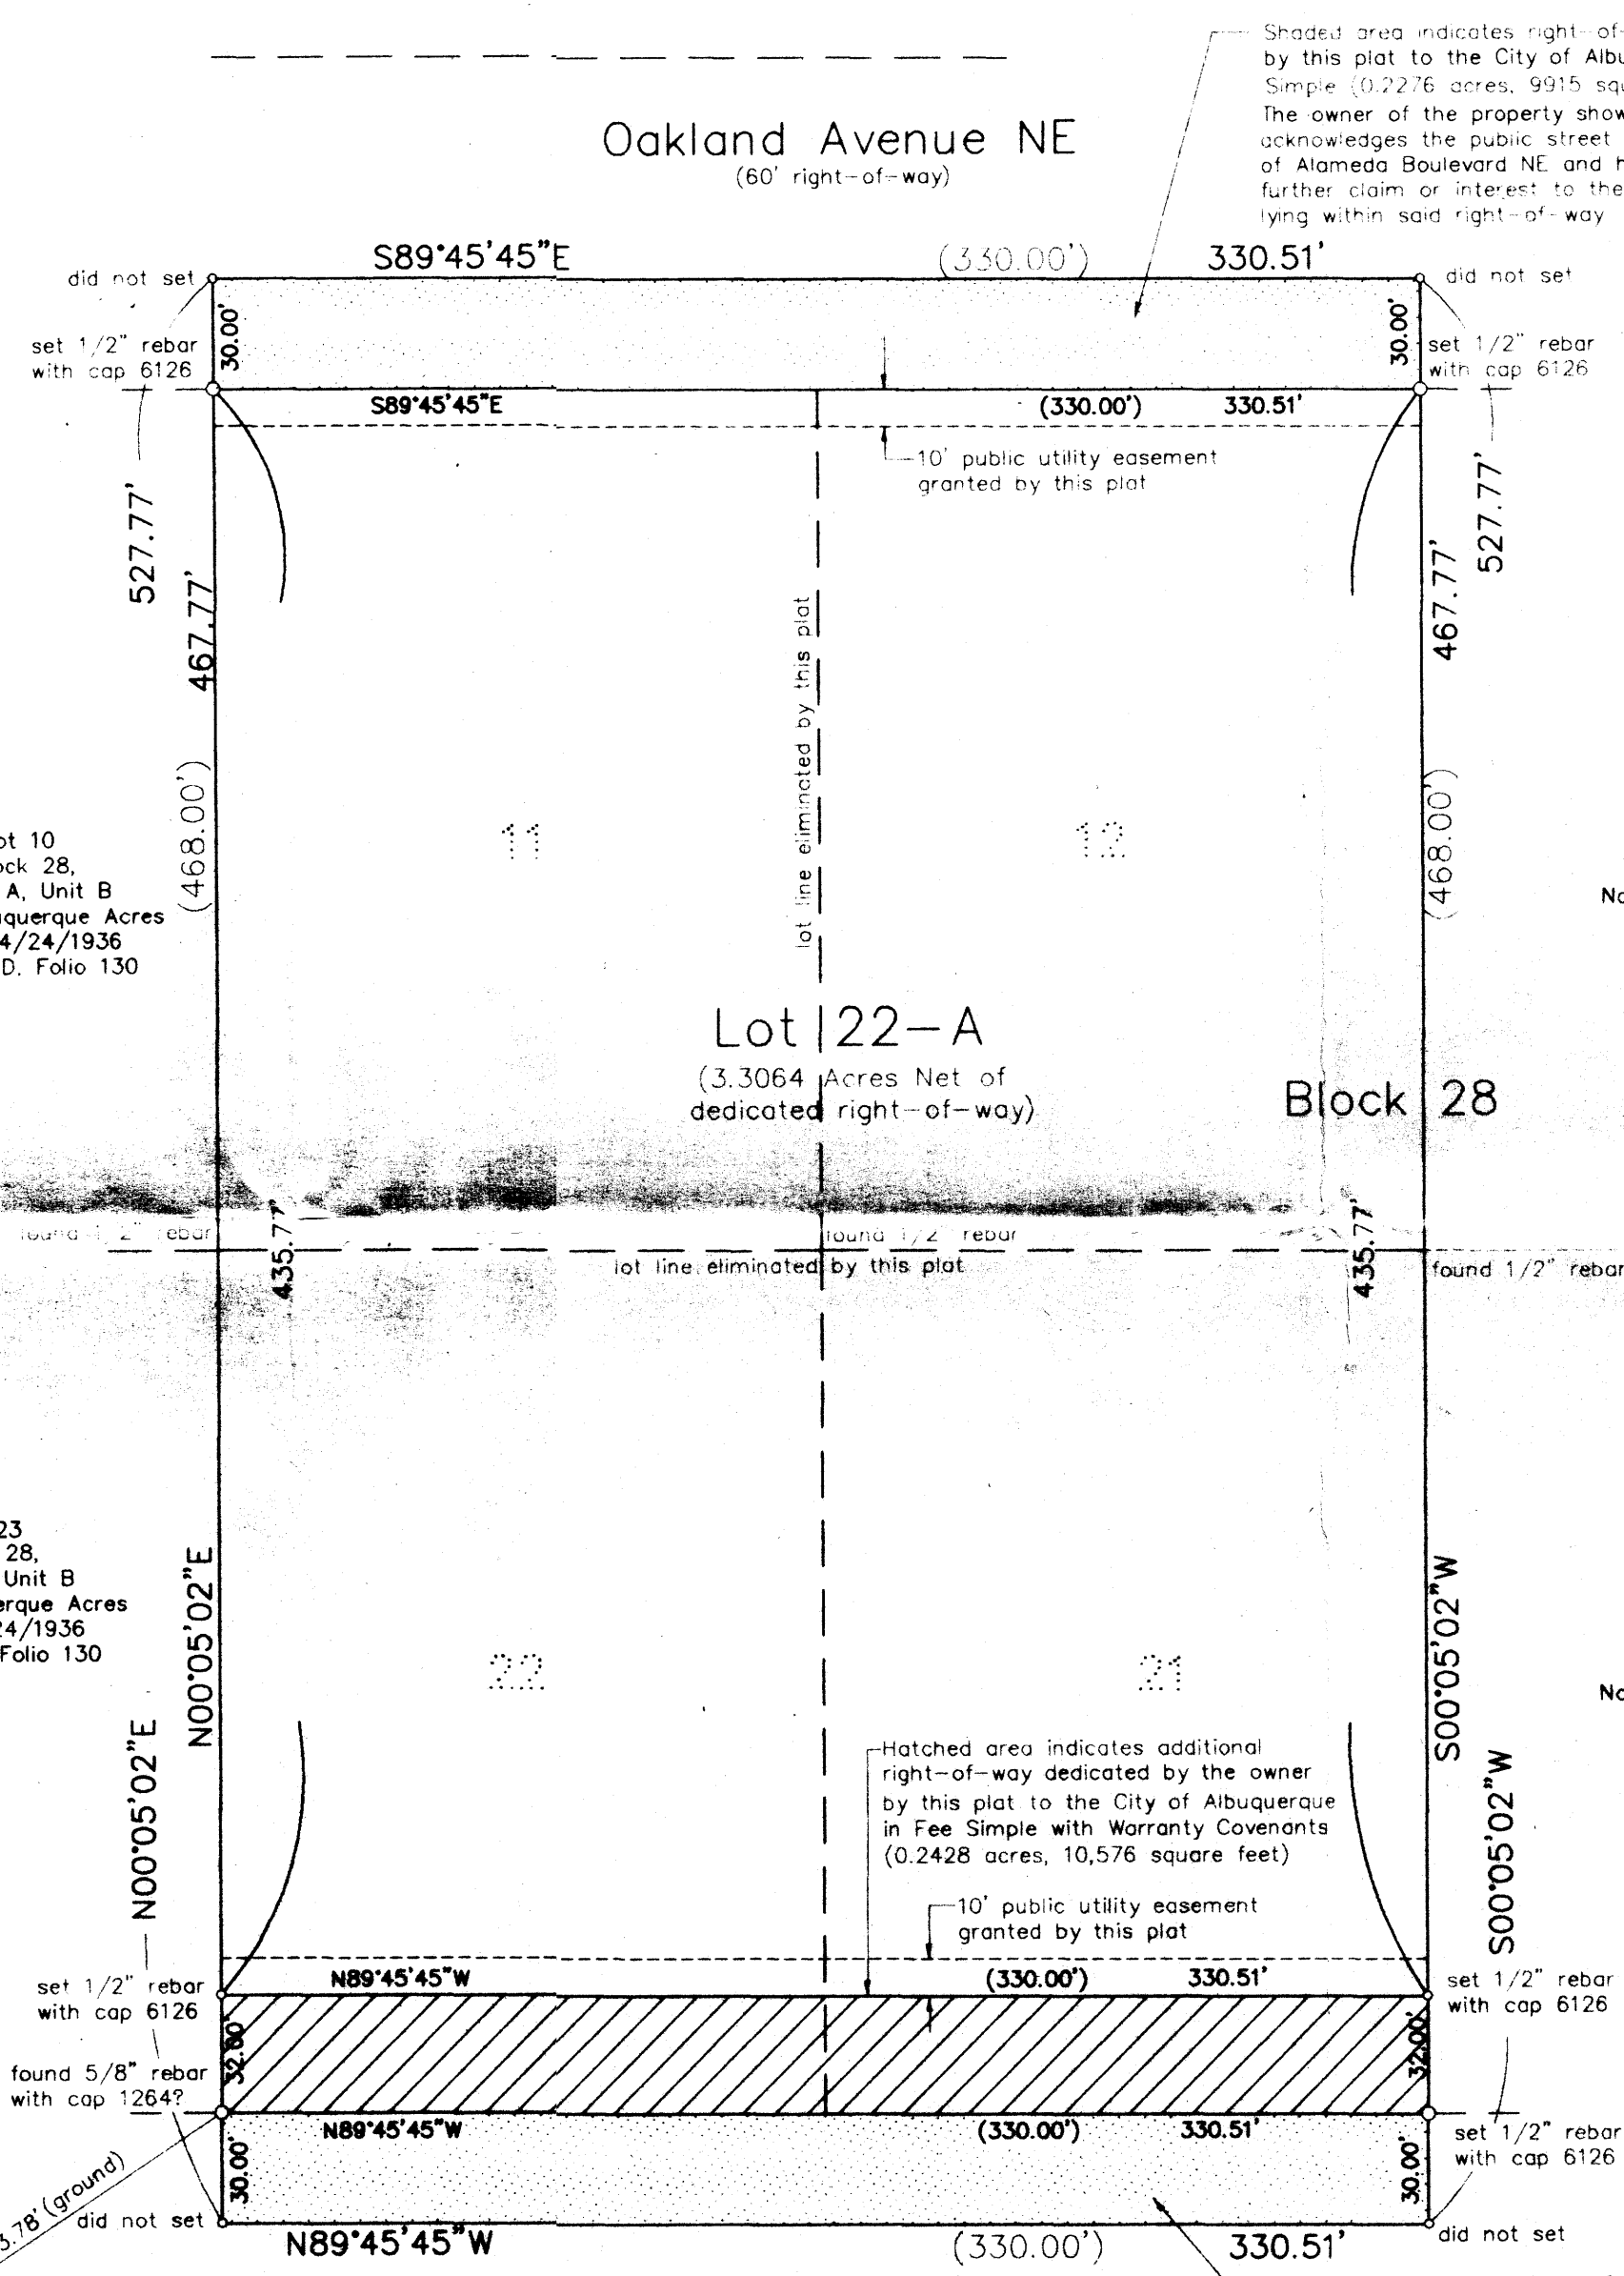 Shaded area indicates right-of-
by this plat to the City of Albu
Simple (0.2276 acres, 9915 squ
The owner of the property show
acknowledges the public street
of Alameda Boulevard NE and h
further claim or interest to the
lying within said right-of-way
Oakland Avenue NE
(60' right-of-way)
S89°45'45"E (330.00') 330.51'
did not set
did not set
30.00'
30.00'
set 1/2" rebar
with cap 6126
set 1/2" rebar
with cap 6126
S89°45'45"E (330.00') 330.51'
10' public utility easement
granted by this plat
527.77'
467.77'
(468.00')
527.77'
467.77'
(468.00')
lot line eliminated by this plat
11
12
ot 10
ock 28,
A, Unit B
uquerque Acres
4/24/1936
D. Folio 130
No
Lot 22-A
(3.3064 Acres Net of
dedicated right-of-way)
Block 28
found 1/2" rebar
found 1/2" rebar
found 1/2" rebar
435.77'
435.77'
lot line eliminated by this plat
23
28,
Unit B
erque Acres
24/1936
Folio 130
N00°05'02"E
N00°05'02"E
22
21
S00°05'02"W
S00°05'02"W
No
Hatched area indicates additional
right-of-way dedicated by the owner
by this plat to the City of Albuquerque
in Fee Simple with Warranty Covenants
(0.2428 acres, 10,576 square feet)
10' public utility easement
granted by this plat
set 1/2" rebar
with cap 6126
N89°45'45"W (330.00') 330.51'
set 1/2" rebar
with cap 6126
32.00'
32.00'
found 5/8" rebar
with cap 1264?
N89°45'45"W (330.00') 330.51'
set 1/2" rebar
with cap 6126
30.00'
30.00'
3.78'(ground)
did not set
did not set
N89°45'45"W (330.00') 330.51'